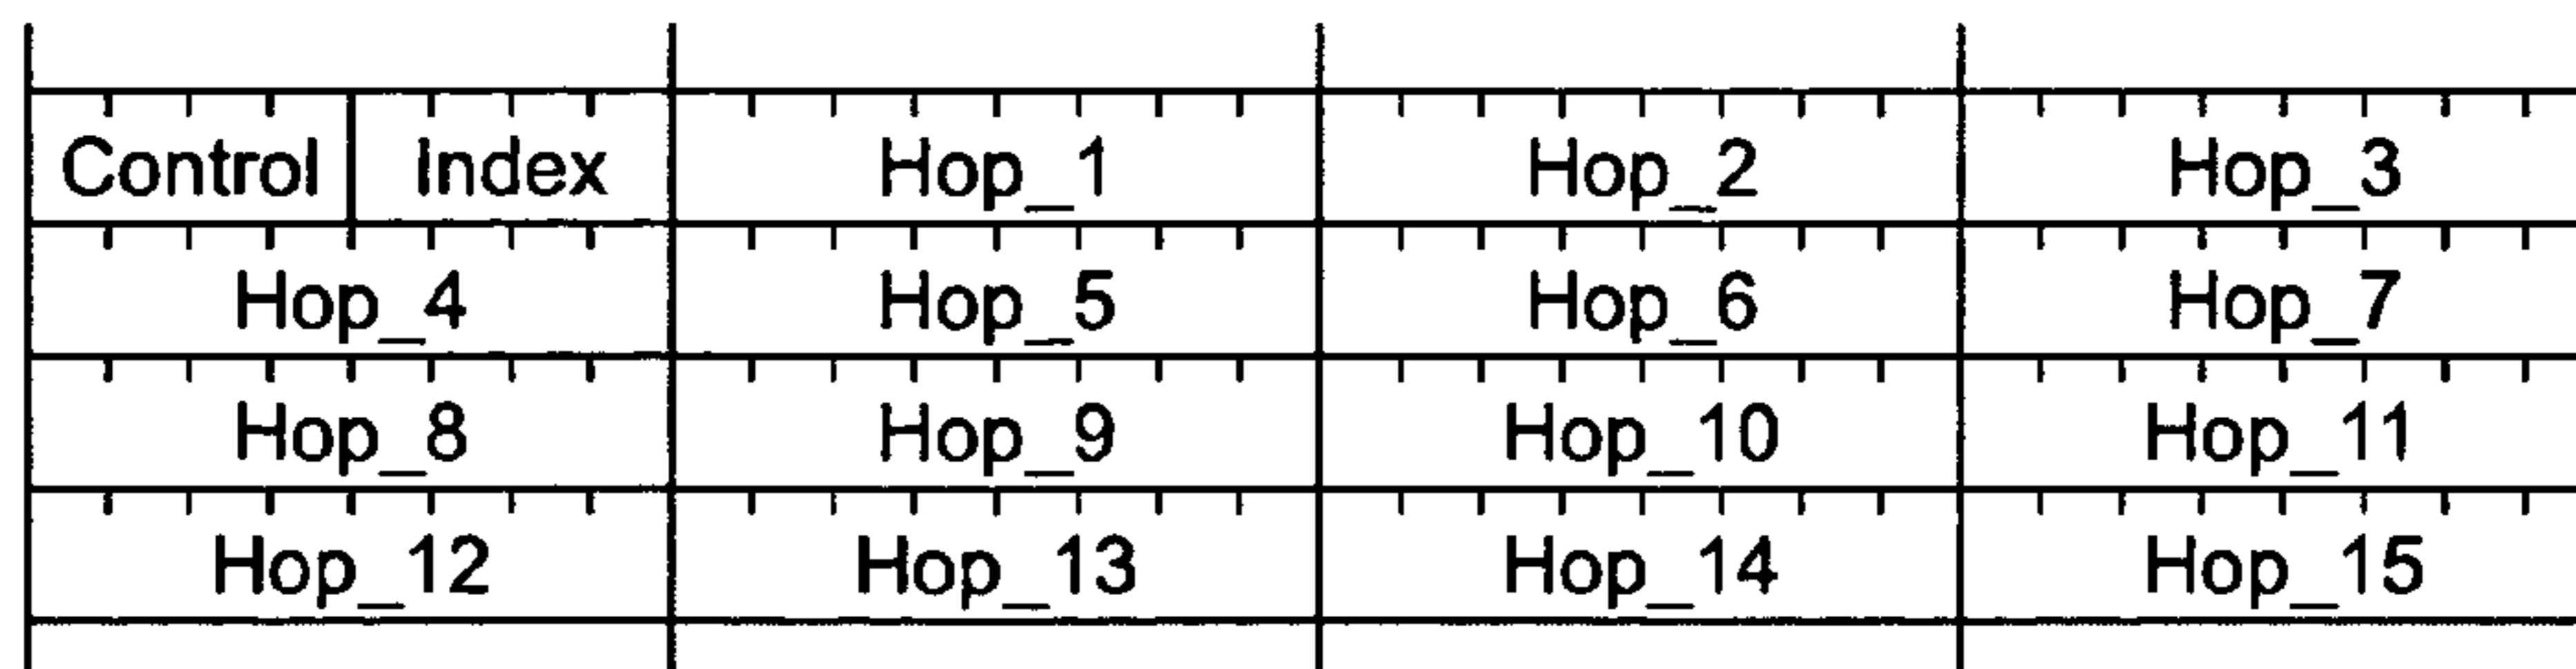 Control Index Hop_1 Hop_2 Hop_3
Hop_4 Hop_5 Hop_6 Hop_7
Hop_8 Hop_9 Hop_10 Hop_11
Hop_12 Hop_13 Hop_14 Hop_15